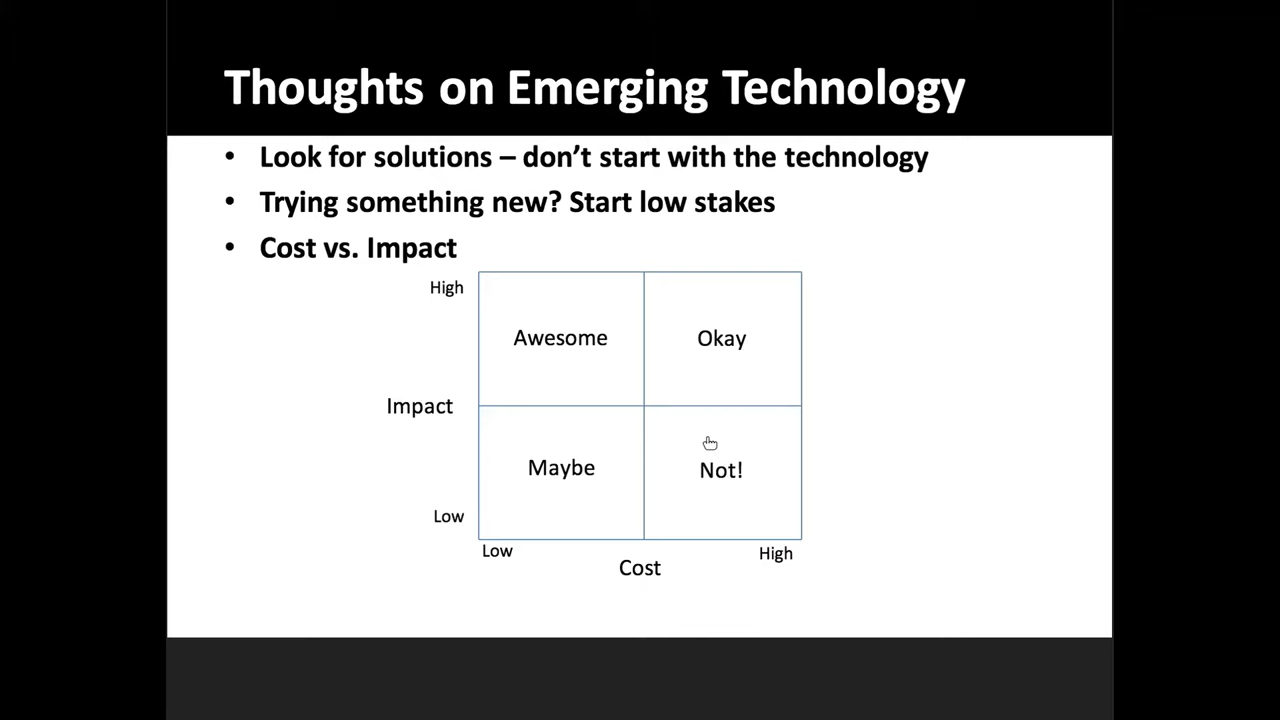 Thoughts on Emerging Technology
• Look for solutions – don’t start with the technology
• Trying something new? Start low stakes
• Cost vs. Impact
High
Awesome
Okay
Impact
Maybe
Not!
Low
Low
High
Cost